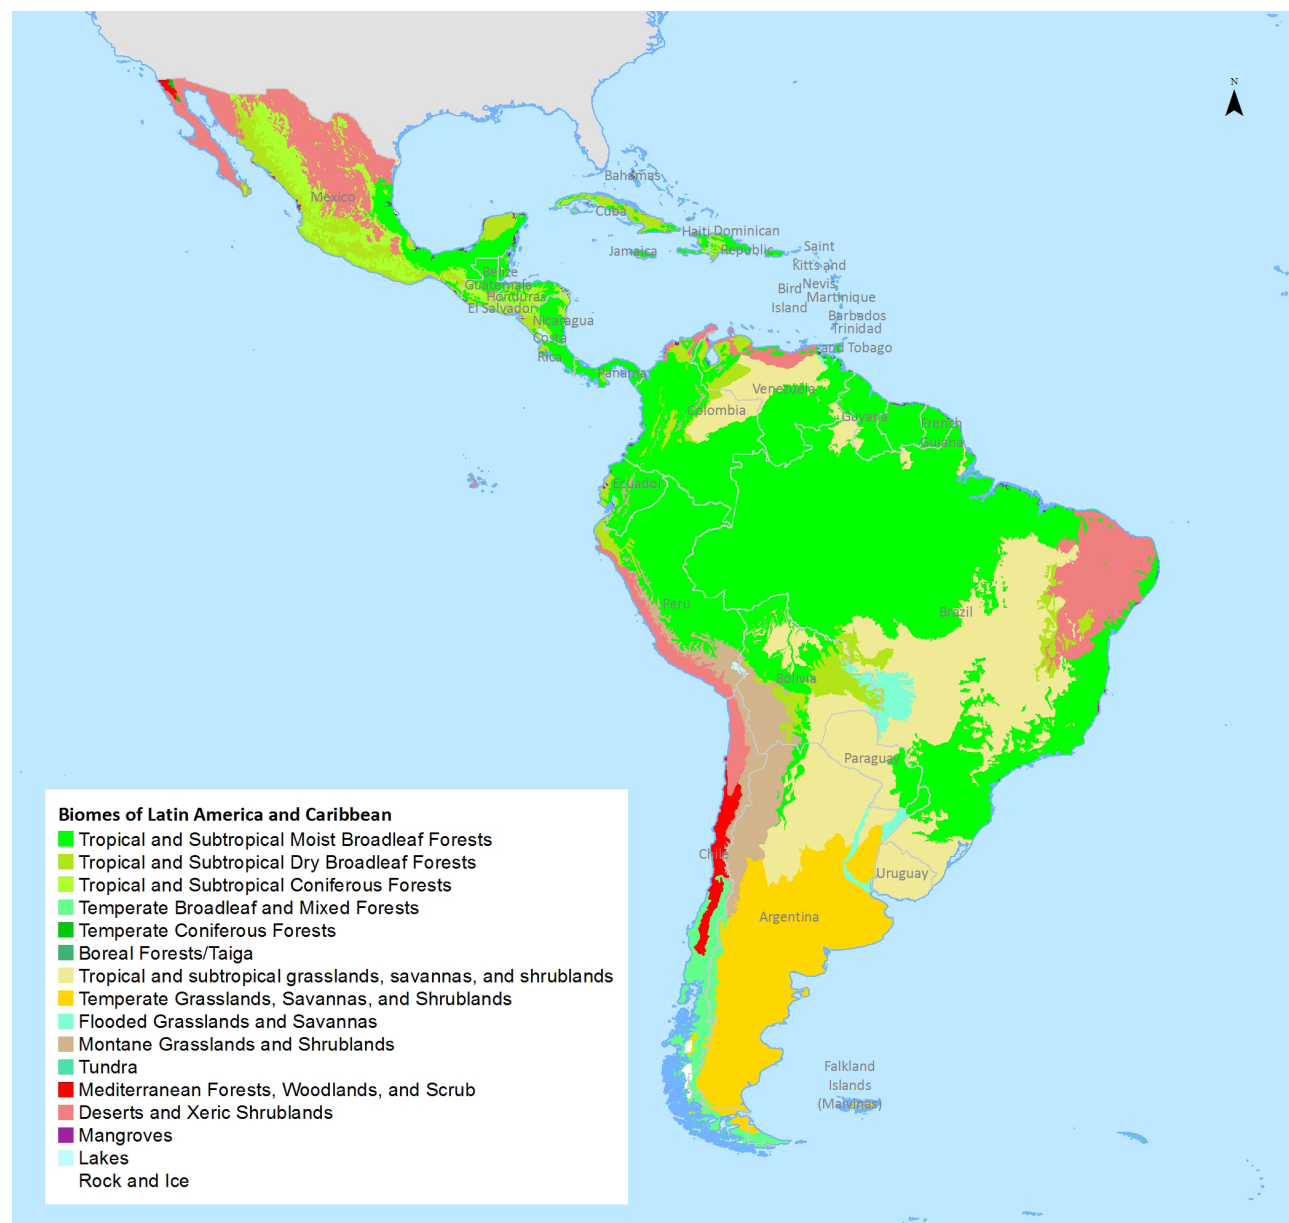 N
Bahamas
Mexico
Cuba
Haiti Dominican
Republic
Jamaica
Saint
Kitts and
Nevis
Belize
Guatemala
Honduras
Bird
Island
Martinique
El Salvador
Nicaragua
Barbados
Trinidad
and Tobago
Costa
Rica
Panama
Venezuela
Colombia
Guyana
French
Guiana
Ecuador
Peru
Brazil
Bolivia
Paraguay
Chile
Uruguay
Argentina
Falkland
Islands
(Malvinas)
Biomes of Latin America and Caribbean
Tropical and Subtropical Moist Broadleaf Forests
Tropical and Subtropical Dry Broadleaf Forests
Tropical and Subtropical Coniferous Forests
Temperate Broadleaf and Mixed Forests
Temperate Coniferous Forests
Boreal Forests/Taiga
Tropical and subtropical grasslands, savannas, and shrublands
Temperate Grasslands, Savannas, and Shrublands
Flooded Grasslands and Savannas
Montane Grasslands and Shrublands
Tundra
Mediterranean Forests, Woodlands, and Scrub
Deserts and Xeric Shrublands
Mangroves
Lakes
Rock and Ice